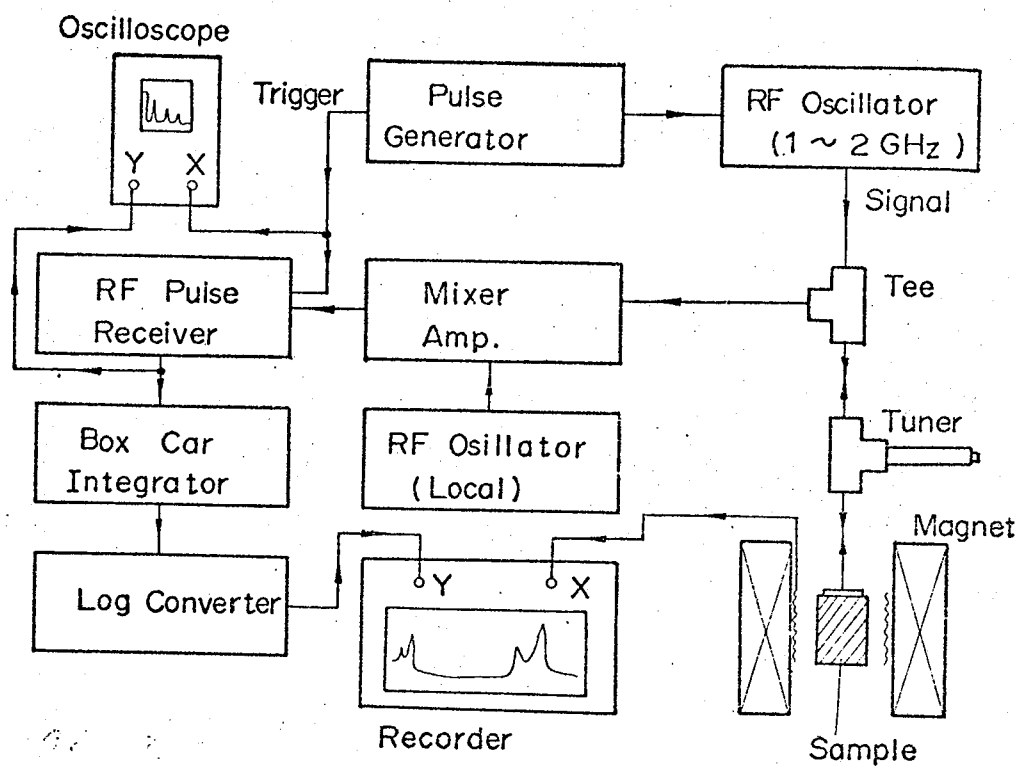 Oscilloscope
Y X
Trigger
Pulse
Generator
RF Oscillator
(.1 ~ 2 GHz )
Signal
RF Pulse
Receiver
Mixer
Amp.
Tee
Box Car
Integrator
RF Osillator
(Local)
Tuner
Magnet
Log Converter
Y X
Recorder
Sample